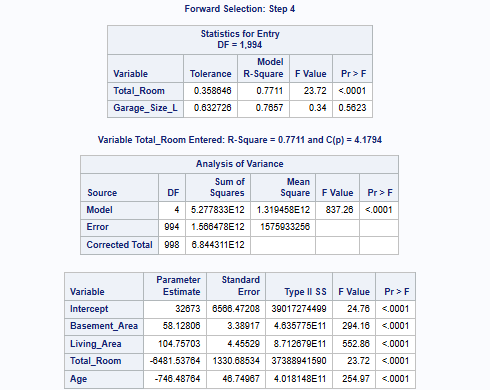 Forward Selection: Step 4
Statistics for Entry
DF = 1,994
Model
Variable Tolerance R-Square F Value Pr > F
Total_Room 0.358646 0.7711 23.72 <.0001
Garage_Size_L 0.632726 0.7657 0.34 0.5623
Variable Total_Room Entered: R-Square = 0.7711 and C(p) = 4.1794
Analysis of Variance
Sum of Mean
Source DF Squares Square F Value Pr > F
Model 4 5.277833E12 1.319458E12 837.26 <.0001
Error 994 1.566478E12 1575933256
Corrected Total 998 6.844311E12
Parameter Standard
Variable Estimate Error Type II SS F Value Pr > F
Intercept 32673 6566.47208 39017274499 24.76 <.0001
Basement_Area 58.12806 3.38917 4.635775E11 294.16 <.0001
Living_Area 104.75703 4.45529 8.712679E11 552.86 <.0001
Total_Room -6481.53764 1330.68534 37388941590 23.72 <.0001
Age -746.48764 46.74967 4.018148E11 254.97 <.0001